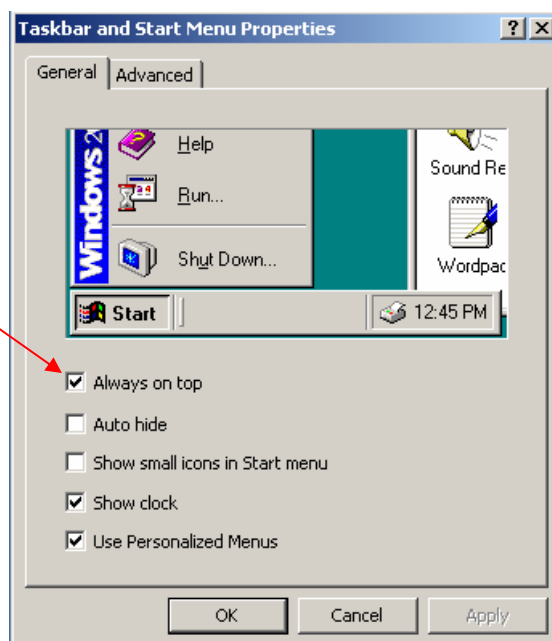 Taskbar and Start Menu Properties
General Advanced
Windows 2
Help
Run...
Shut Down...
Sound Re
Wordpad
Start 12:45 PM
Always on top
Auto hide
Show small icons in Start menu
Show clock
Use Personalized Menus
OK Cancel Apply